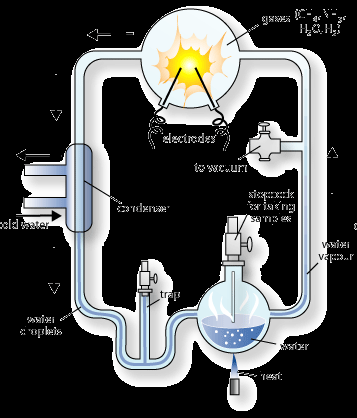 gases (CH₄, NH₃,
H₂O, H₂)
electrodes
to vacuum
condenser
cold water
stopcock
for taking
samples
water
vapour
trap
water
droplets
water
heat